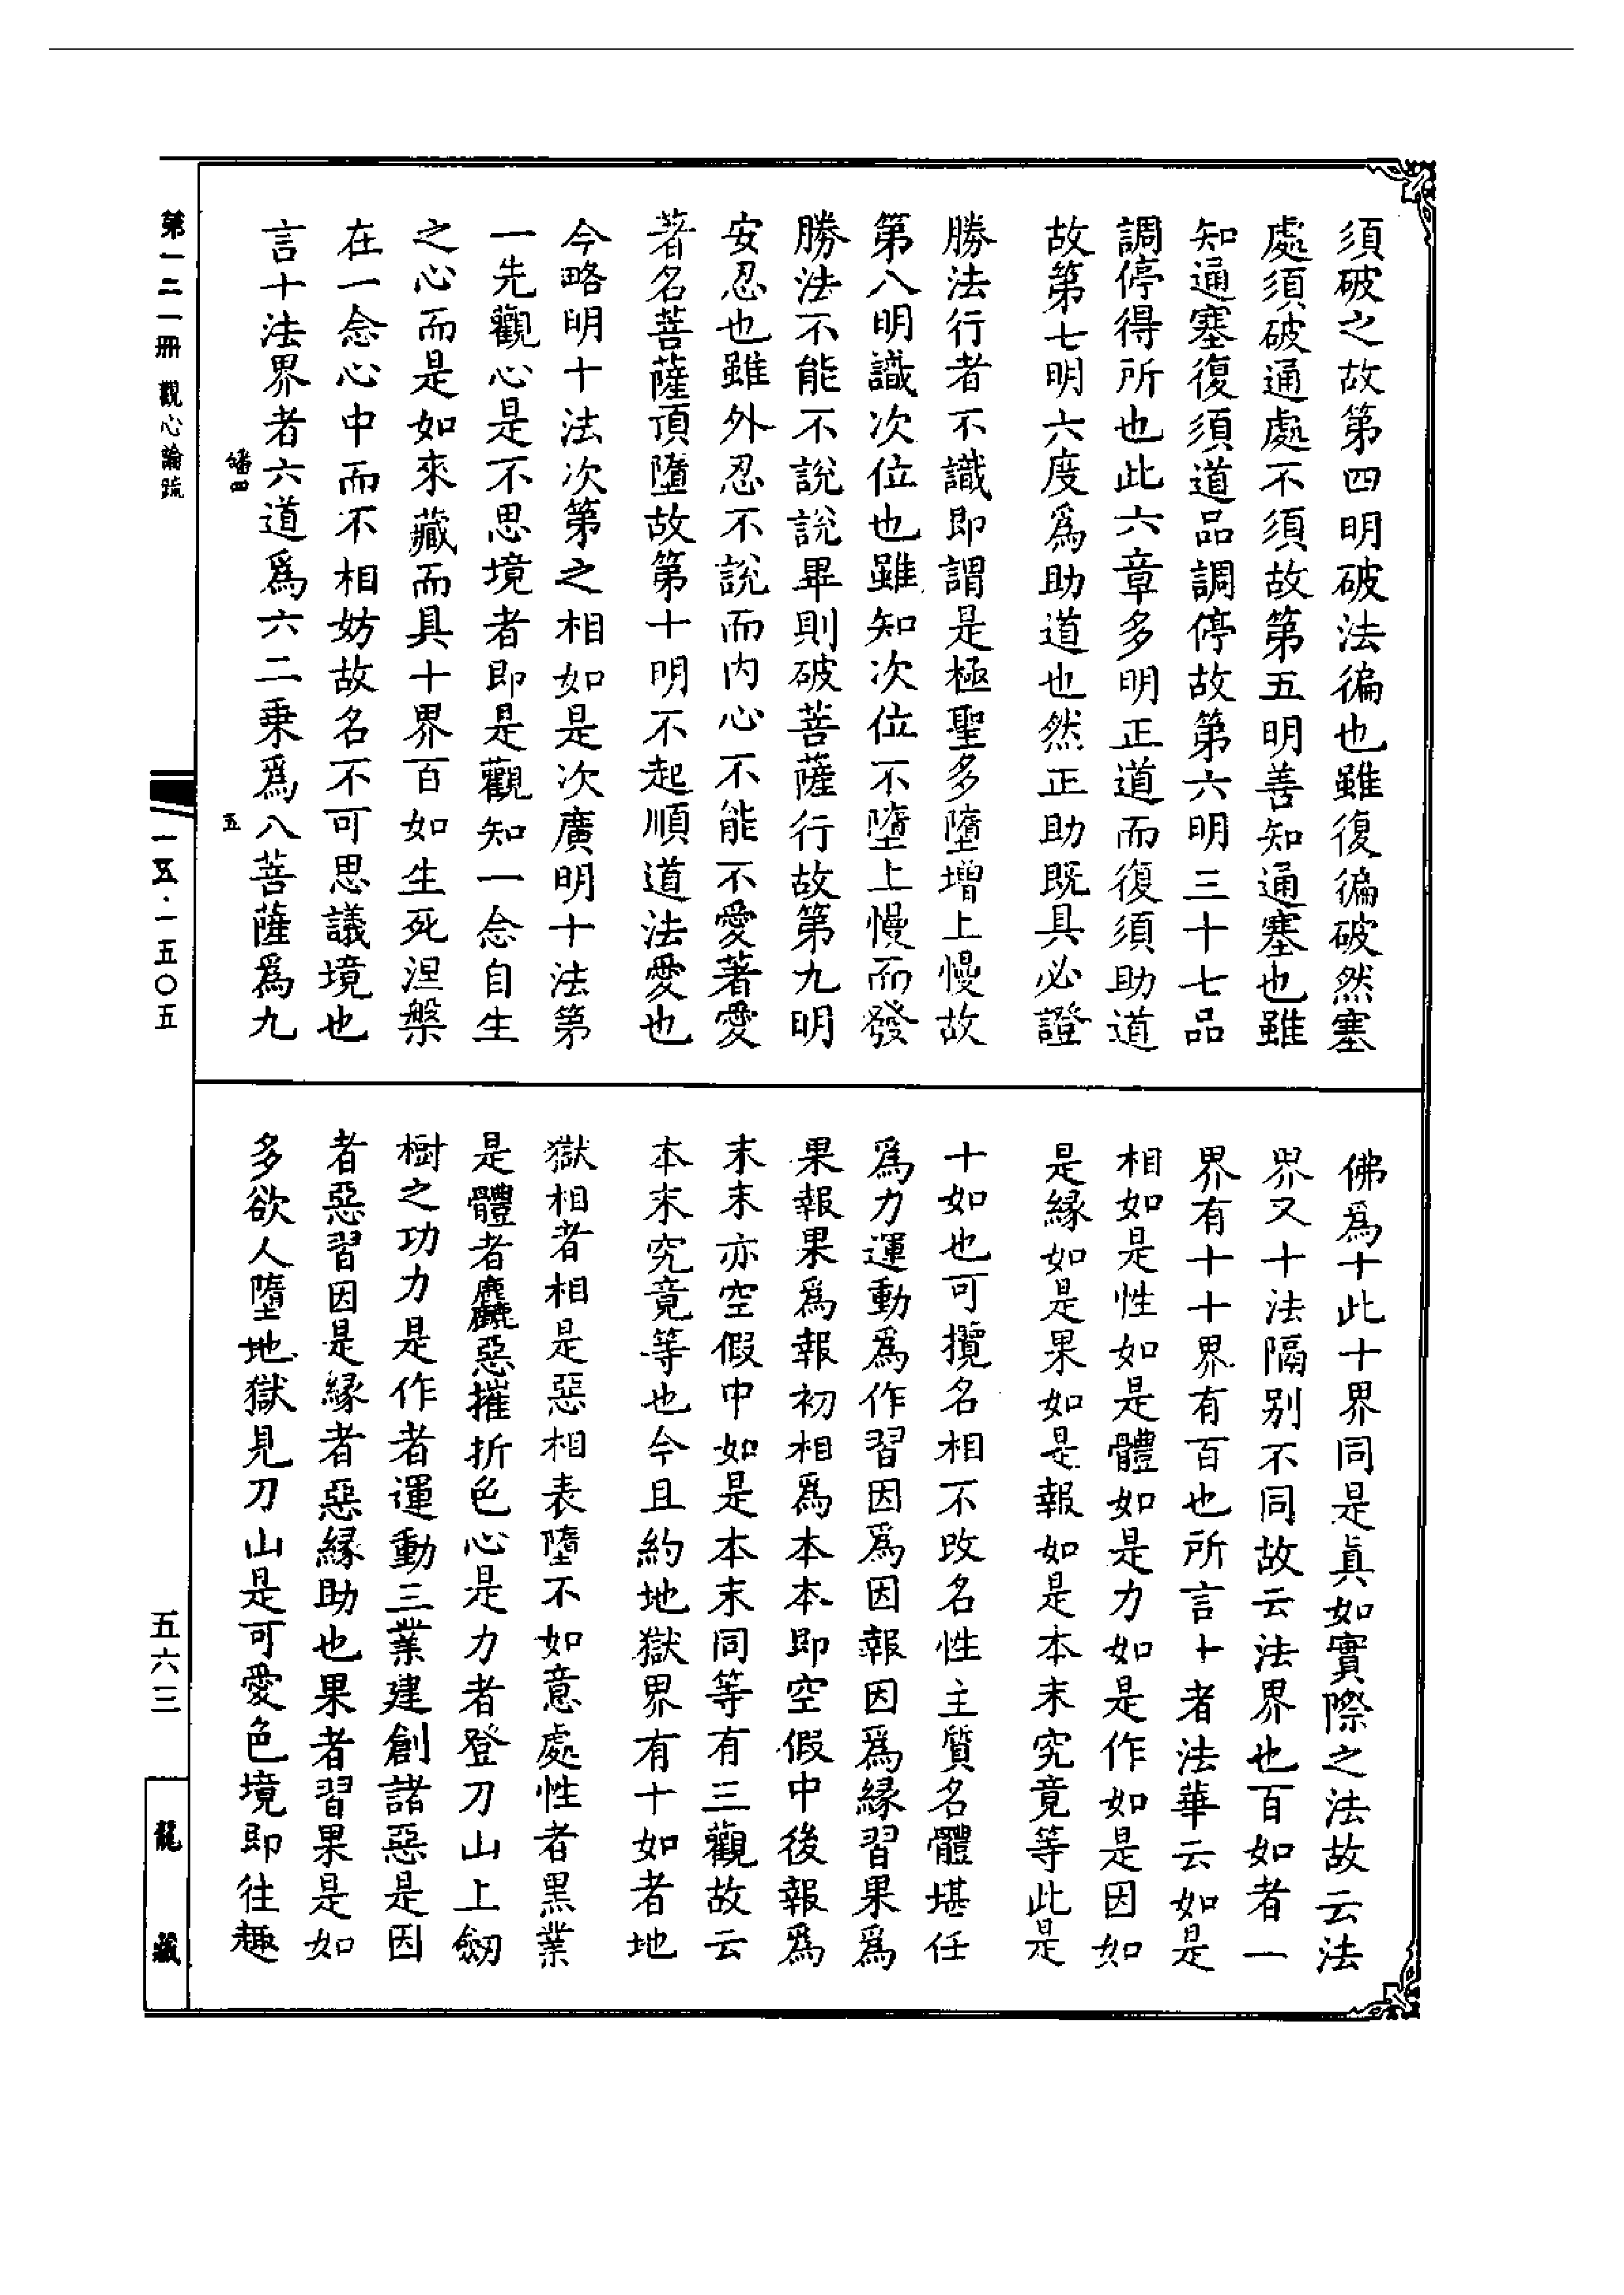 須破之故第四明破法徧也雖復徧破然塞
處須破通處不須故第五明善知通塞也雖
知通塞復須道品調停故第六明三十七品
調停得所也此六章多明正道而復須助道
故第七明六度爲助道也然正助既具必證
勝法行者不識即謂是極聖多墮增上慢故
第八明識次位也雖知次位不墮上慢而發
勝法不能不說說畢則破菩薩行故第九明
安忍也雖外忍不說而内心不能不愛著愛
著名菩薩頂墮故第十明不起順道法愛也
今略明十法次第之相如是次廣明十法第
一先觀心是不思境者即是觀知一念自生
之心而是如來藏而具十界百如生死涅槃
在一念心中而不相妨故名不可思議境也
言十法界者六道爲六二乗爲八菩薩爲九
佛爲十此十界同是眞如實際之法故云法
界又十法隔别不同故云法界也百如者一
界有十十界有百也所言十者法華云如是
相如是性如是體如是力如是作如是因如
是緣如是果如是報如是本末究竟等此是
十如也可攬名相不改名性主質名體堪任
爲力運動爲作習因爲因報因爲緣習果爲
果報果爲報初相爲本本即空假中後報爲
末末亦空假中如是本末同等有三觀故云
本末究竟等也今且約地獄界有十如者地
獄相者相是惡相表墮不如意處性者黑業
是體者麤惡摧折色心是力者登刀山上劒
樹之功力是作者運動三業建創諸惡是因
者惡習因是緣者惡緣助也果者習果是如
多欲人墮地獄見刀山是可愛色境即往趣
第一二一册 觀心論疏
四
五
一五·一五〇五
五六三
龍藏